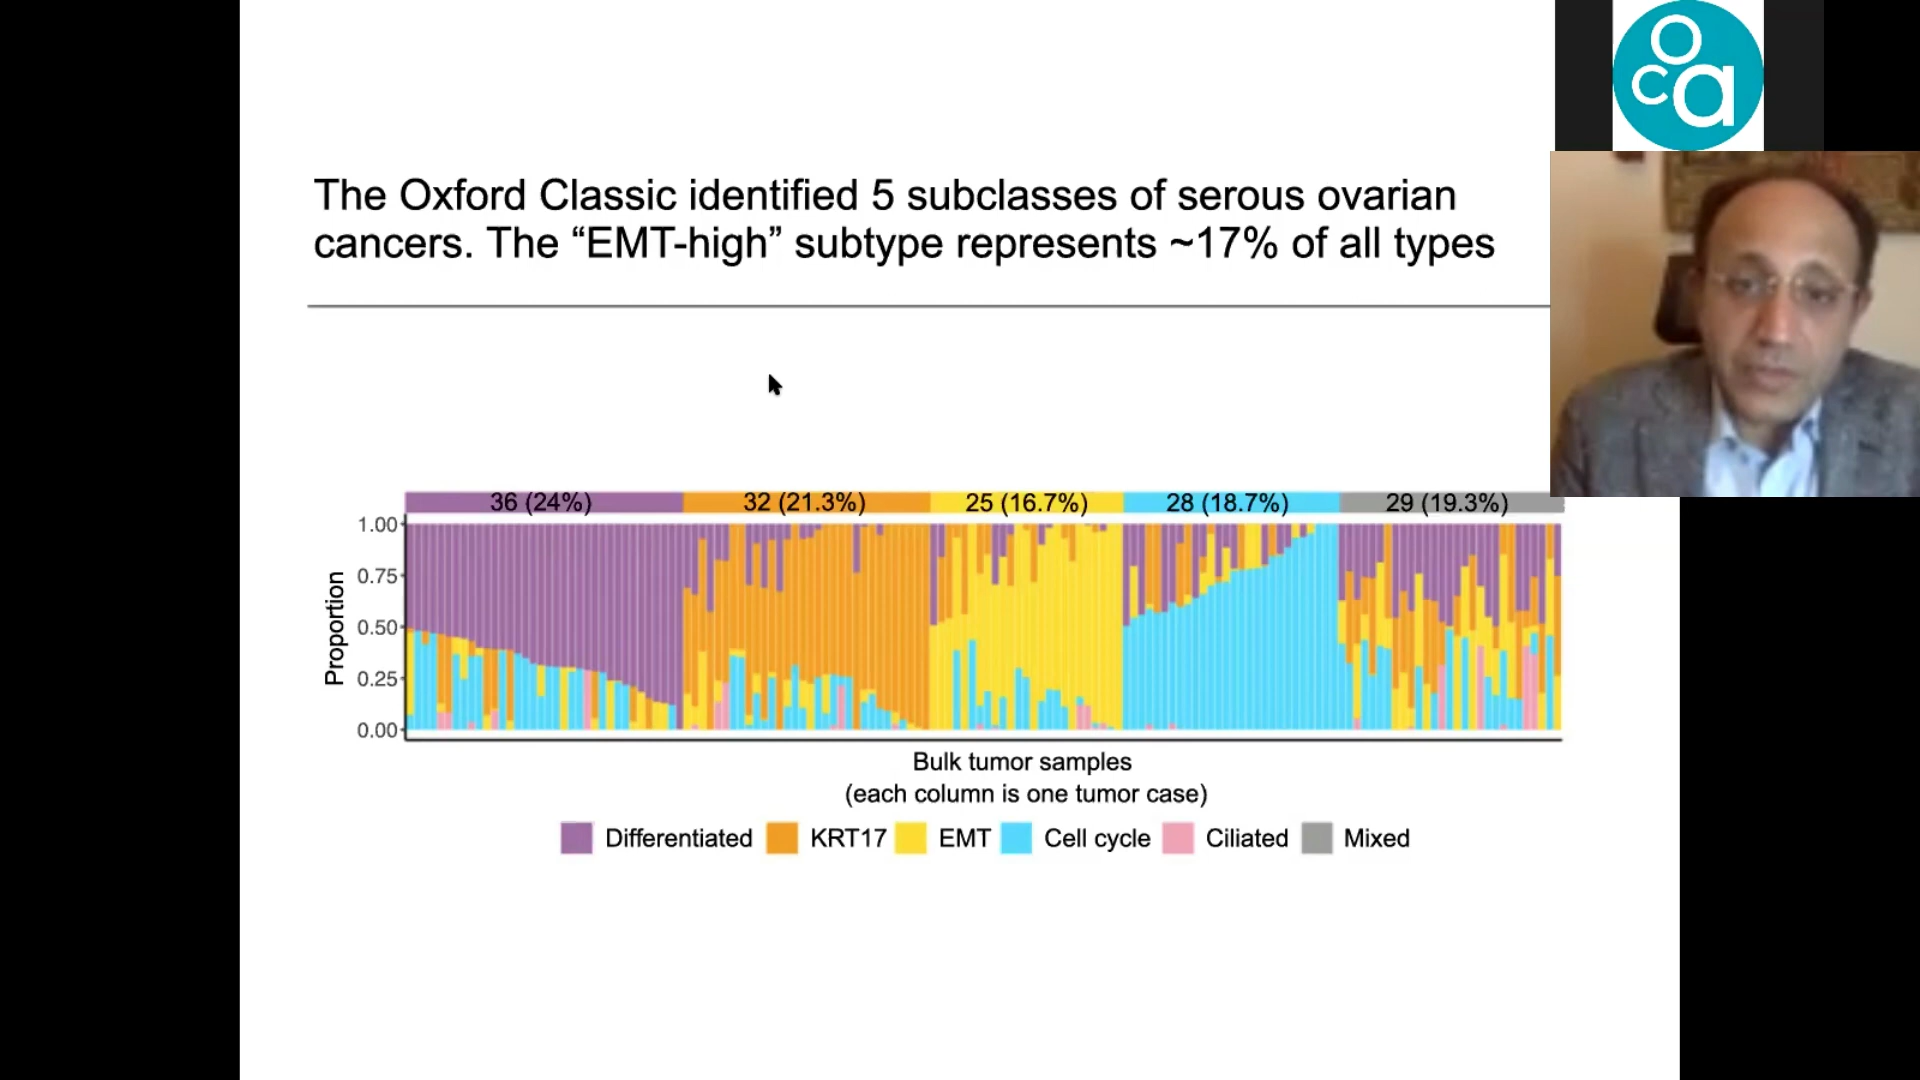 oca
The Oxford Classic identified 5 subclasses of serous ovarian
cancers. The “EMT-high” subtype represents ~17% of all types
36 (24%) 32 (21.3%) 25 (16.7%) 28 (18.7%) 29 (19.3%)
1.00
0.75
0.50
0.25
0.00
Proportion
Bulk tumor samples
(each column is one tumor case)
Differentiated KRT17 EMT Cell cycle Ciliated Mixed